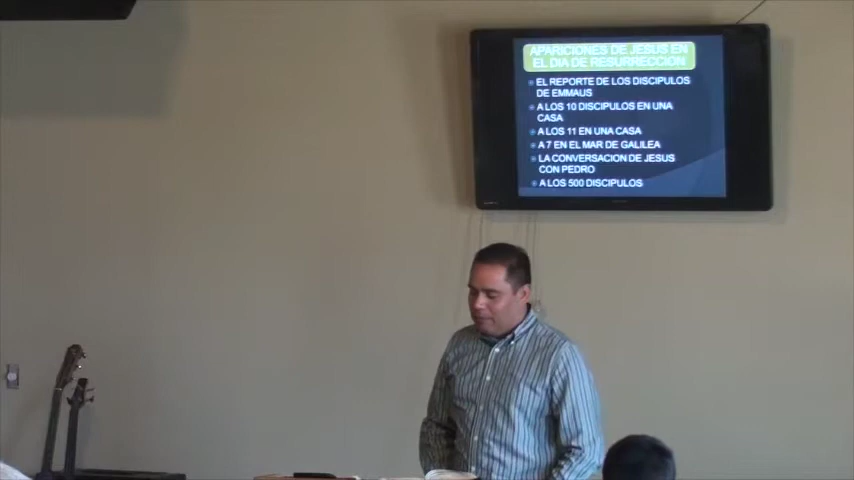 APARICIONES DE JESUS EN
EL DIA DE RESURRECCION
EL REPORTE DE LOS DISCIPULOS
DE EMMAUS
A LOS 10 DISCIPULOS EN UNA
CASA
A LOS 11 EN UNA CASA
A 7 EN EL MAR DE GALILEA
LA CONVERSACION DE JESUS
CON PEDRO
A LOS 500 DISCIPULOS